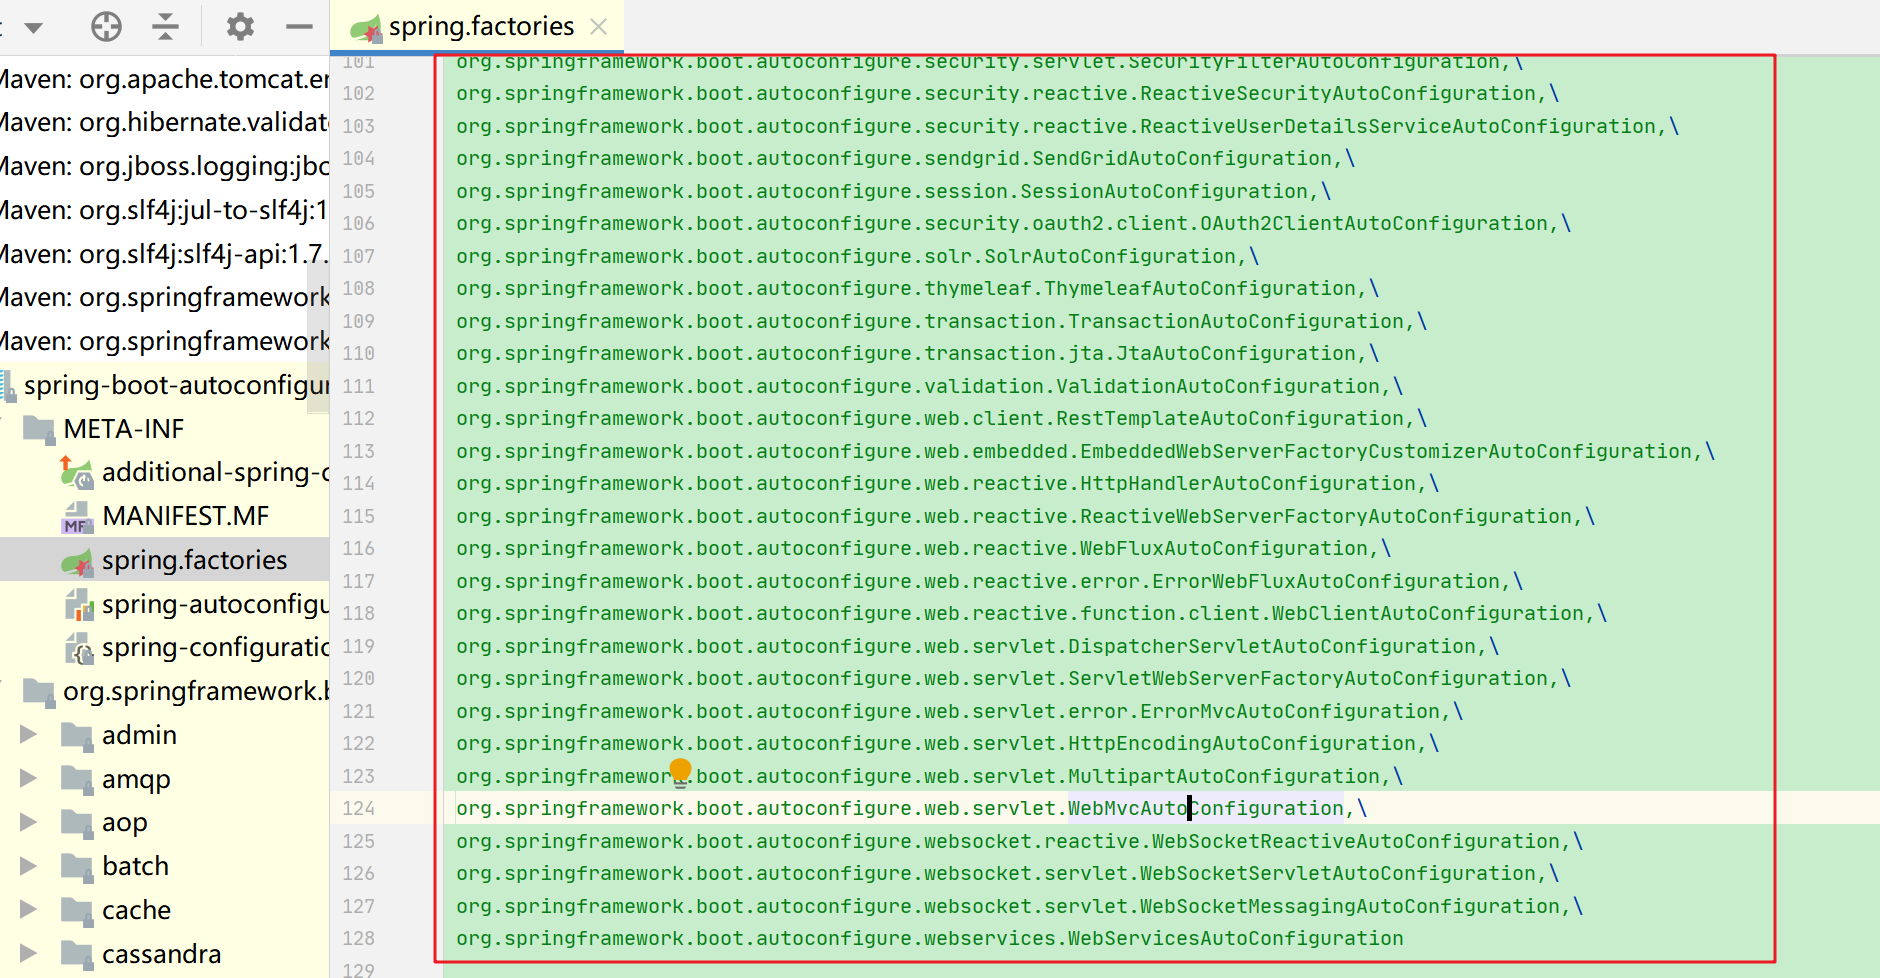 spring.factories
Maven: org.apache.tomcat.er
Maven: org.hibernate.validat
Maven: org.jboss.logging:jbo
Maven: org.slf4j:jul-to-slf4j:1
Maven: org.slf4j:slf4j-api:1.7.
Maven: org.springframework
Maven: org.springframework
spring-boot-autoconfigur
META-INF
additional-spring-c
MANIFEST.MF
MF
spring.factories
spring-autoconfigu
spring-configuratio
org.springframework.b
admin
amqp
aop
batch
cache
cassandra
101 org.springframework.boot.autoconfigure.security.servlet.SecurityFilterAutoConfiguration,\
102 org.springframework.boot.autoconfigure.security.reactive.ReactiveSecurityAutoConfiguration,\
103 org.springframework.boot.autoconfigure.security.reactive.ReactiveUserDetailsServiceAutoConfiguration,\
104 org.springframework.boot.autoconfigure.sendgrid.SendGridAutoConfiguration,\
105 org.springframework.boot.autoconfigure.session.SessionAutoConfiguration,\
106 org.springframework.boot.autoconfigure.security.oauth2.client.OAuth2ClientAutoConfiguration,\
107 org.springframework.boot.autoconfigure.solr.SolrAutoConfiguration,\
108 org.springframework.boot.autoconfigure.thymeleaf.ThymeleafAutoConfiguration,\
109 org.springframework.boot.autoconfigure.transaction.TransactionAutoConfiguration,\
110 org.springframework.boot.autoconfigure.transaction.jta.JtaAutoConfiguration,\
111 org.springframework.boot.autoconfigure.validation.ValidationAutoConfiguration,\
112 org.springframework.boot.autoconfigure.web.client.RestTemplateAutoConfiguration,\
113 org.springframework.boot.autoconfigure.web.embedded.EmbeddedWebServerFactoryCustomizerAutoConfiguration,\
114 org.springframework.boot.autoconfigure.web.reactive.HttpHandlerAutoConfiguration,\
115 org.springframework.boot.autoconfigure.web.reactive.ReactiveWebServerFactoryAutoConfiguration,\
116 org.springframework.boot.autoconfigure.web.reactive.WebFluxAutoConfiguration,\
117 org.springframework.boot.autoconfigure.web.reactive.error.ErrorWebFluxAutoConfiguration,\
118 org.springframework.boot.autoconfigure.web.reactive.function.client.WebClientAutoConfiguration,\
119 org.springframework.boot.autoconfigure.web.servlet.DispatcherServletAutoConfiguration,\
120 org.springframework.boot.autoconfigure.web.servlet.ServletWebServerFactoryAutoConfiguration,\
121 org.springframework.boot.autoconfigure.web.servlet.error.ErrorMvcAutoConfiguration,\
122 org.springframework.boot.autoconfigure.web.servlet.HttpEncodingAutoConfiguration,\
123 org.springframework.boot.autoconfigure.web.servlet.MultipartAutoConfiguration,\
124 org.springframework.boot.autoconfigure.web.servlet.WebMvcAutoConfiguration,\
125 org.springframework.boot.autoconfigure.websocket.reactive.WebSocketReactiveAutoConfiguration,\
126 org.springframework.boot.autoconfigure.websocket.servlet.WebSocketServletAutoConfiguration,\
127 org.springframework.boot.autoconfigure.websocket.servlet.WebSocketMessagingAutoConfiguration,\
128 org.springframework.boot.autoconfigure.webservices.WebServicesAutoConfiguration
129